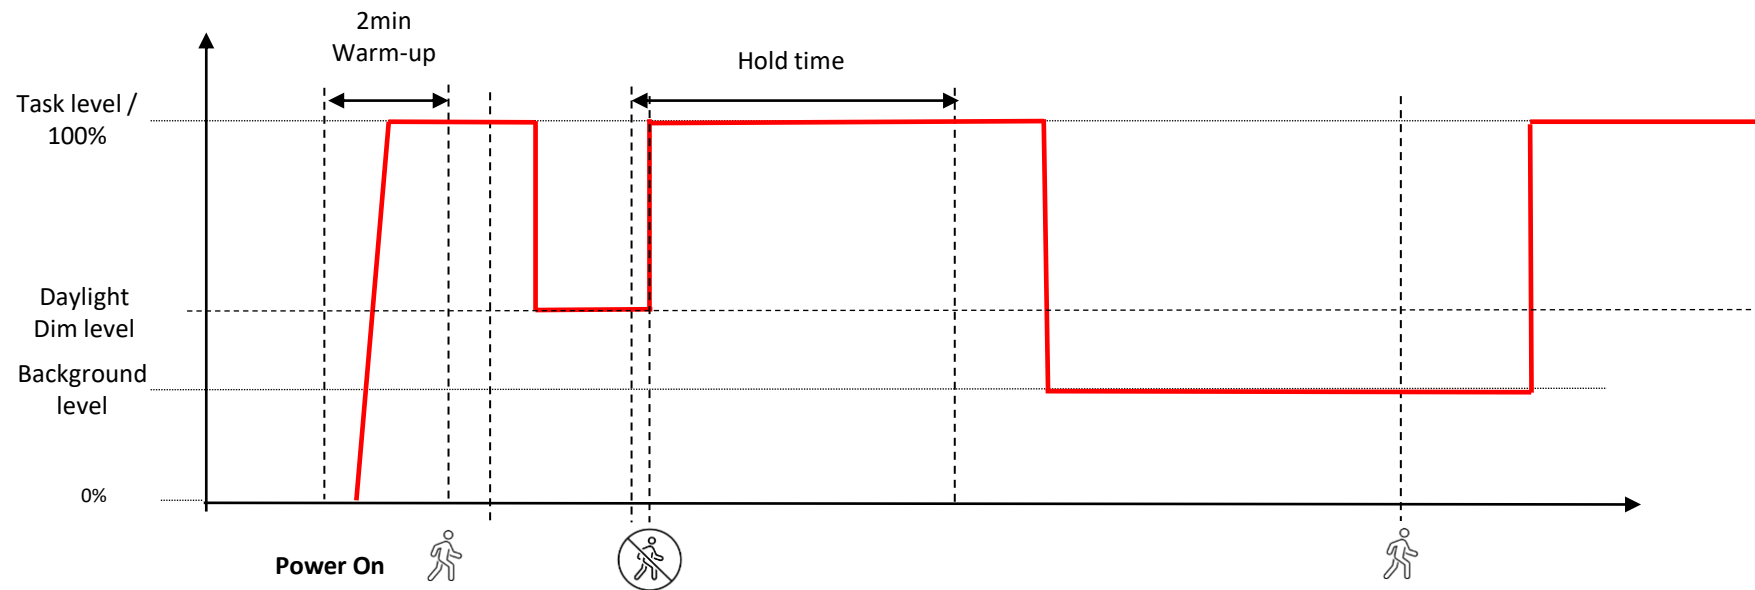 2min
Warm-up
Hold time
Task level /
100%
Daylight
Dim level
Background
level
0%
Power On